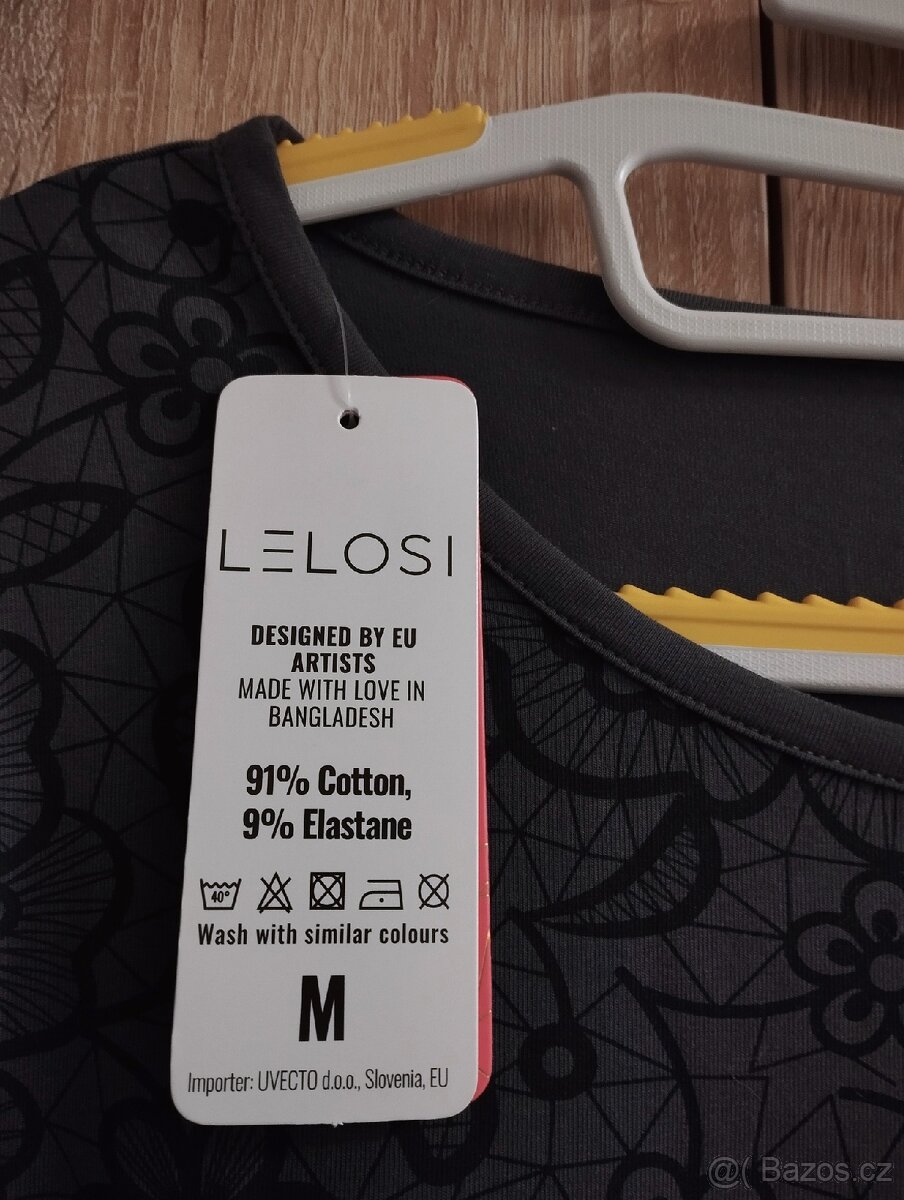 LELOSI
DESIGNED BY EU
ARTISTS
MADE WITH LOVE IN
BANGLADESH
91% Cotton,
9% Elastane
40°
Wash with similar colours
M
Importer: UVECTO d.o.o., Slovenia, EU
@( Bazos.cz